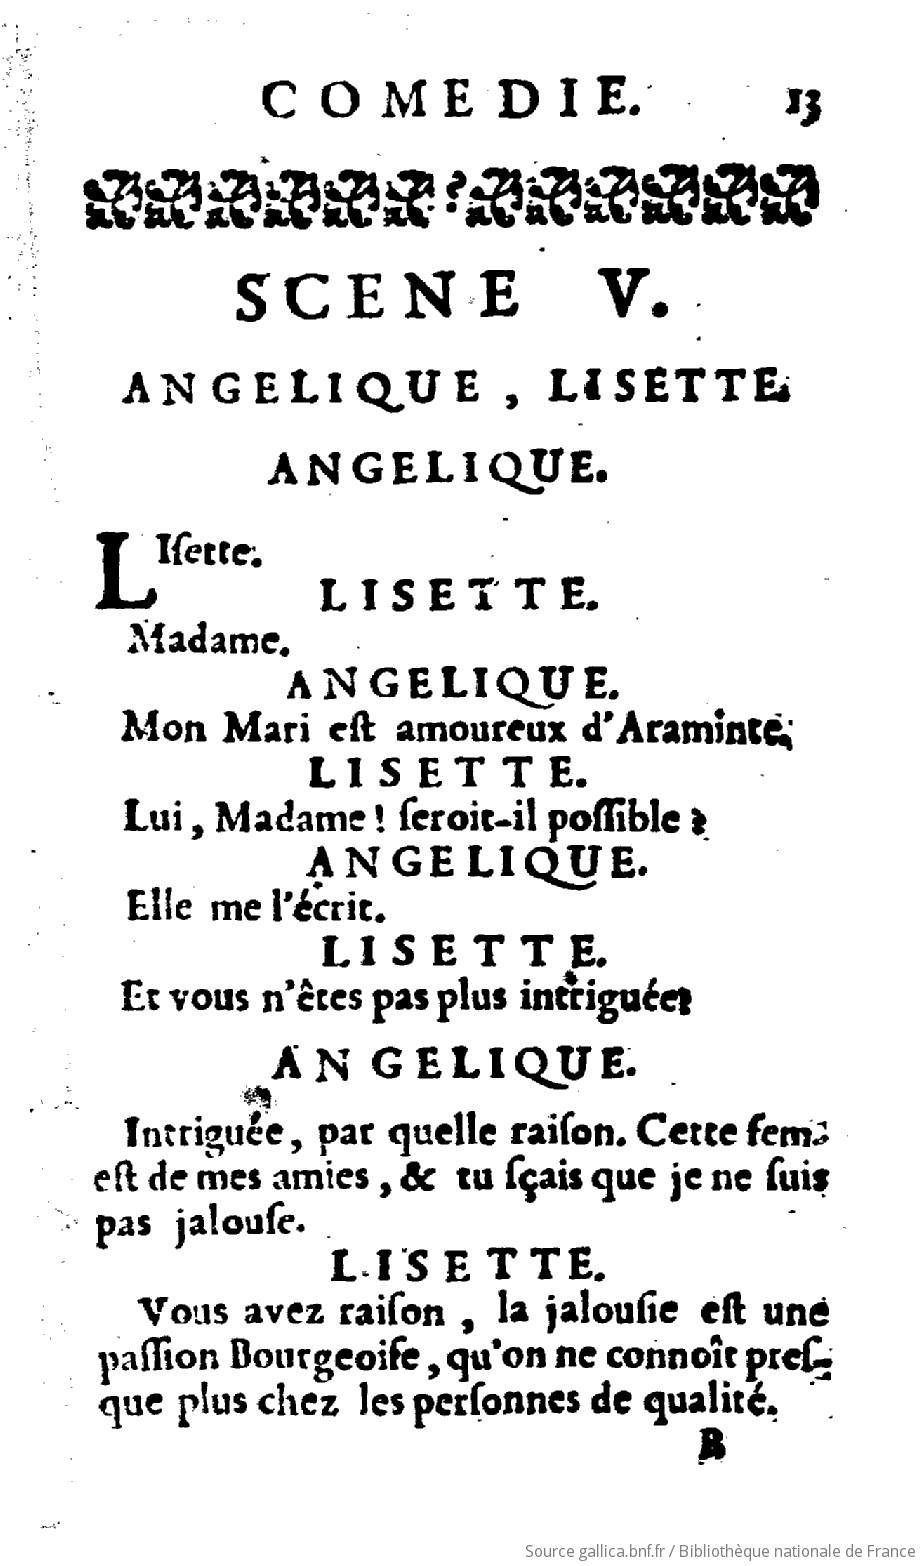 COMEDIE. 13
SCENE V.
ANGELIQUE, LISETTE.
ANGELIQUE.
LIſette.
LISETTE.
Madame.
ANGELIQUE.
Mon Mari eſt amoureux d'Araminte.
LISETTE.
Lui, Madame! ſeroit-il poſſible?
ANGELIQUE.
Elle me l'écrit.
LISETTE.
Et vous n'êtes pas plus intriguée?
ANGELIQUE.
Intriguée, par quelle raiſon. Cette fem.
eſt de mes amies, & tu ſçais que je ne ſuis
pas jalouſe.
LISETTE.
Vous avez raiſon, la jalouſie eſt une
paſſion Bourgeoiſe, qu'on ne connoît preſ-
que plus chez les perſonnes de qualité.
B
Source gallica.bnf.fr / Bibliothèque nationale de France